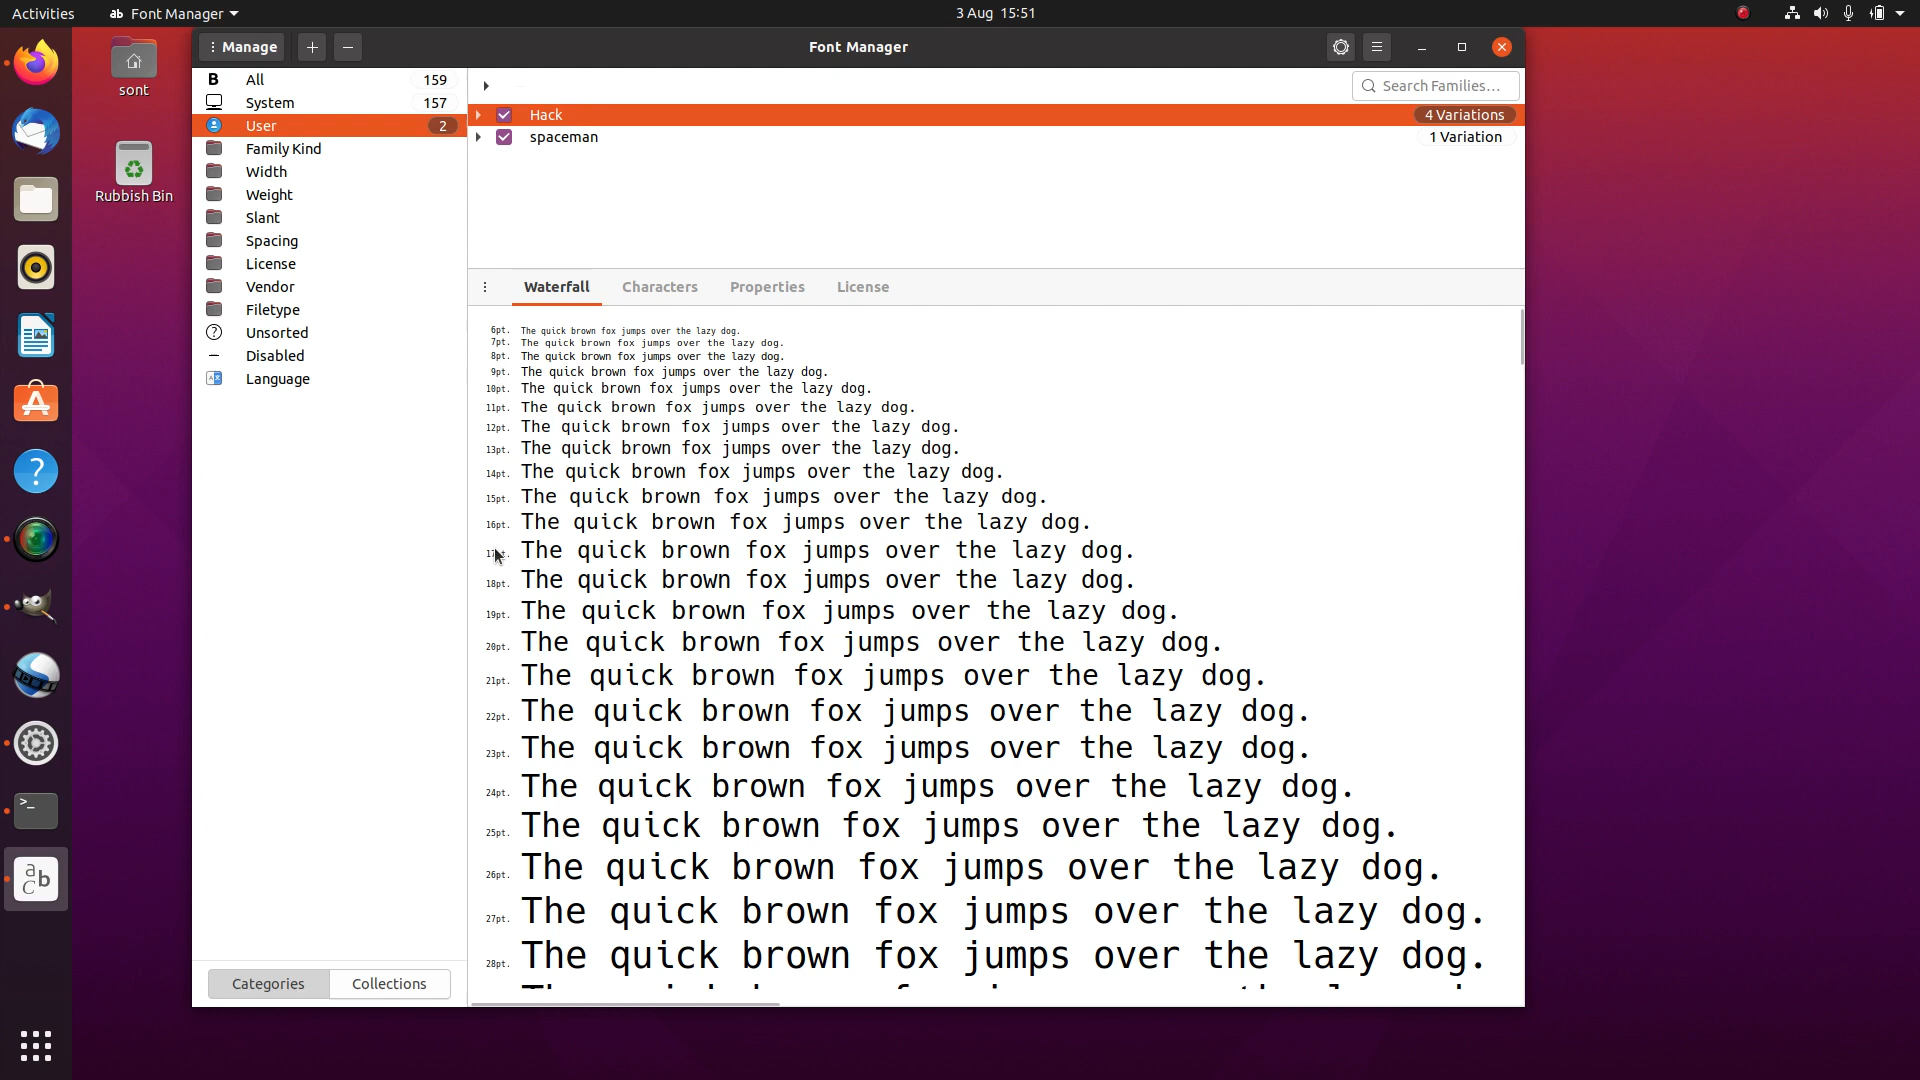 Activities
Font Manager
3 Aug 15:51
sont
Rubbish Bin
Manage
Font Manager
All 159
System 157
User 2
Family Kind
Width
Weight
Slant
Spacing
License
Vendor
Filetype
Unsorted
Disabled
Language
Categories
Collections
Search Families...
Hack 4 Variations
spaceman 1 Variation
Waterfall Characters Properties License
6pt. The quick brown fox jumps over the lazy dog.
7pt. The quick brown fox jumps over the lazy dog.
8pt. The quick brown fox jumps over the lazy dog.
9pt. The quick brown fox jumps over the lazy dog.
10pt. The quick brown fox jumps over the lazy dog.
11pt. The quick brown fox jumps over the lazy dog.
12pt. The quick brown fox jumps over the lazy dog.
13pt. The quick brown fox jumps over the lazy dog.
14pt. The quick brown fox jumps over the lazy dog.
15pt. The quick brown fox jumps over the lazy dog.
16pt. The quick brown fox jumps over the lazy dog.
The quick brown fox jumps over the lazy dog.
18pt. The quick brown fox jumps over the lazy dog.
19pt. The quick brown fox jumps over the lazy dog.
20pt. The quick brown fox jumps over the lazy dog.
21pt. The quick brown fox jumps over the lazy dog.
22pt. The quick brown fox jumps over the lazy dog.
23pt. The quick brown fox jumps over the lazy dog.
24pt. The quick brown fox jumps over the lazy dog.
25pt. The quick brown fox jumps over the lazy dog.
26pt. The quick brown fox jumps over the lazy dog.
27pt. The quick brown fox jumps over the lazy dog.
28pt. The quick brown fox jumps over the lazy dog.